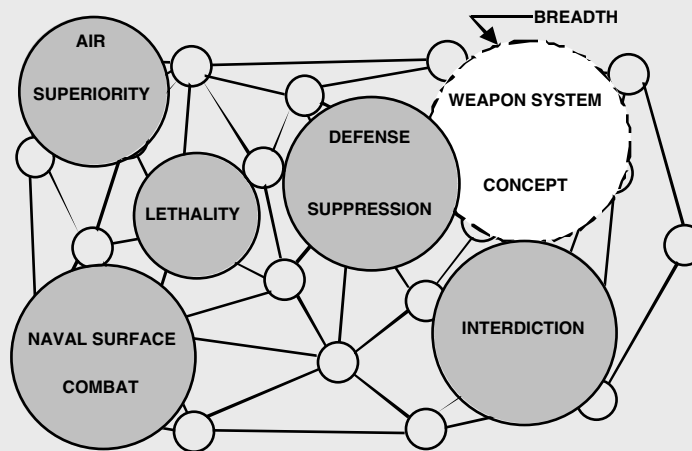 BREADTH
AIR
SUPERIORITY
WEAPON SYSTEM
CONCEPT
DEFENSE
SUPPRESSION
LETHALITY
NAVAL SURFACE
COMBAT
INTERDICTION